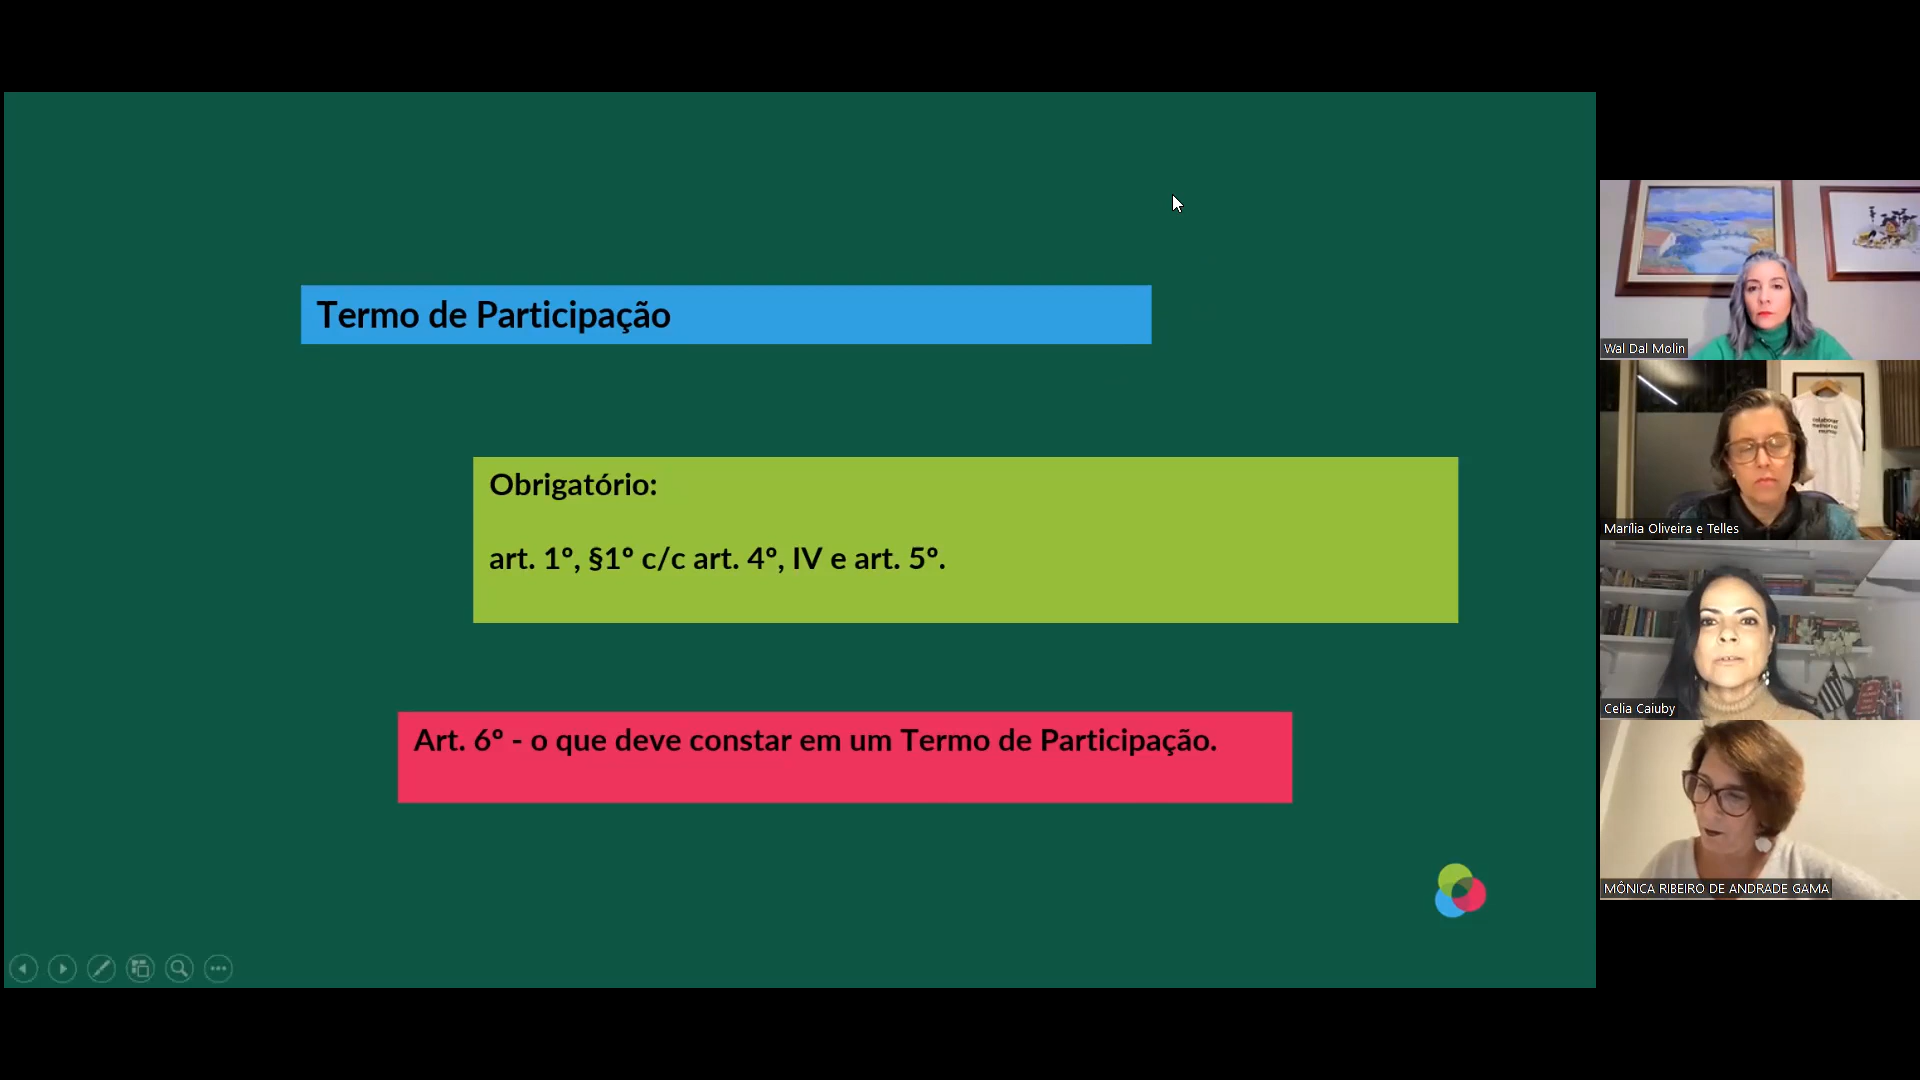 Termo de Participação
Obrigatório:
art. 1º, §1º c/c art. 4º, IV e art. 5º.
Art. 6º - o que deve constar em um Termo de Participação.
Wal Dal Molin
colaborar
Marília Oliveira e Telles
Celia Caiuby
MÔNICA RIBEIRO DE ANDRADE GAMA